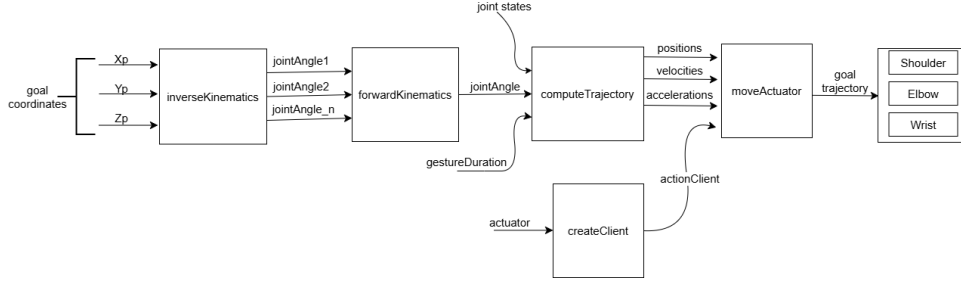 joint states
goal
coordinates
Xp
Yp
Zp
inverseKinematics
jointAngle1
jointAngle2
jointAngle_n
forwardKinematics
jointAngle
gestureDuration
computeTrajectory
positions
velocities
accelerations
moveActuator
goal
trajectory
Shoulder
Elbow
Wrist
actuator
createClient
actionClient